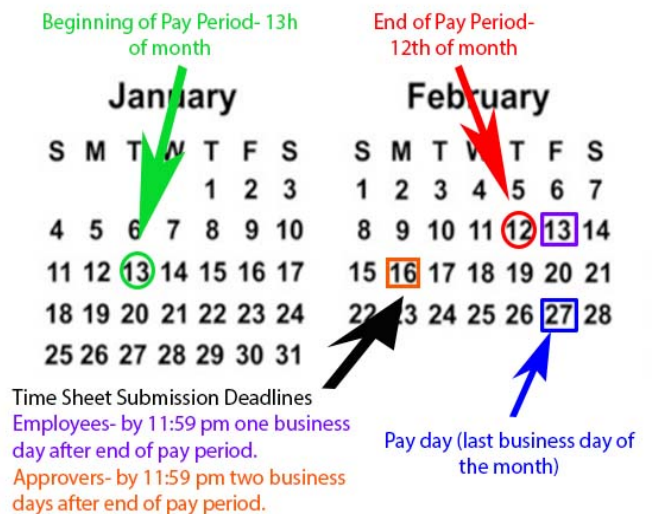 Beginning of Pay Period- 13h
of month
End of Pay Period-
12th of month
January
S M T W T F S
1 2 3
4 5 6 7 8 9 10
11 12 13 14 15 16 17
18 19 20 21 22 23 24
25 26 27 28 29 30 31
February
S M T W T F S
1 2 3 4 5 6 7
8 9 10 11 12 13 14
15 16 17 18 19 20 21
22 23 24 25 26 27 28
Time Sheet Submission Deadlines
Employees- by 11:59 pm one business
day after end of pay period.
Approvers- by 11:59 pm two business
days after end of pay period.
Pay day (last business day of
the month)